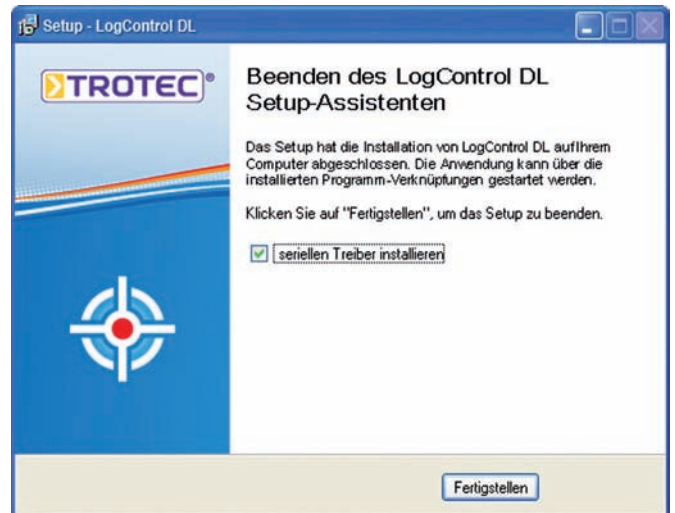 Setup - LogControl DL
TROTEC®
Beenden des LogControl DL
Setup-Assistenten
Das Setup hat die Installation von LogControl DL auf Ihrem
Computer abgeschlossen. Die Anwendung kann über die
installierten Programm-Verknüpfungen gestartet werden.
Klicken Sie auf "Fertigstellen", um das Setup zu beenden.
seriellen Treiber installieren
Fertigstellen